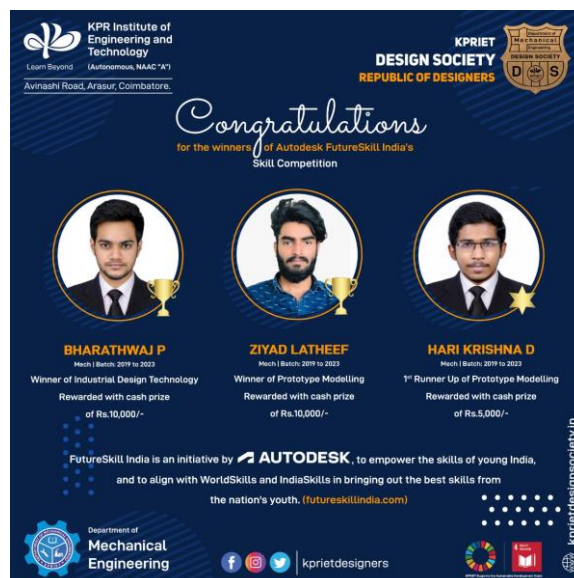 KPR Institute of
Engineering and
Technology
Learn Beyond (Autonomous, NAAC "A")
Avinashi Road, Arasur, Coimbatore.
KPRIET
DESIGN SOCIETY
REPUBLIC OF DESIGNERS
Department of
Mechanical
Engineering
D S
Congratulations
for the winners of Autodesk FutureSkill India's
Skill Competition
BHARATHWAJ P
Mech | Batch: 2019 to 2023
Winner of Industrial Design Technology
Rewarded with cash prize
of Rs.10,000/-
ZIYAD LATHEEF
Mech | Batch: 2019 to 2023
Winner of Prototype Modelling
Rewarded with cash prize
of Rs.10,000/-
HARI KRISHNA D
Mech | Batch: 2019 to 2023
1st Runner Up of Prototype Modelling
Rewarded with cash prize
of Rs.5,000/-
FutureSkill India is an initiative by AUTODESK, to empower the skills of young India,
and to align with WorldSkills and IndiaSkills in bringing out the best skills from
the nation's youth. (futureskillindia.com)
kprietdesignsociety.in
Department of
Mechanical
Engineering
kprietdesigners